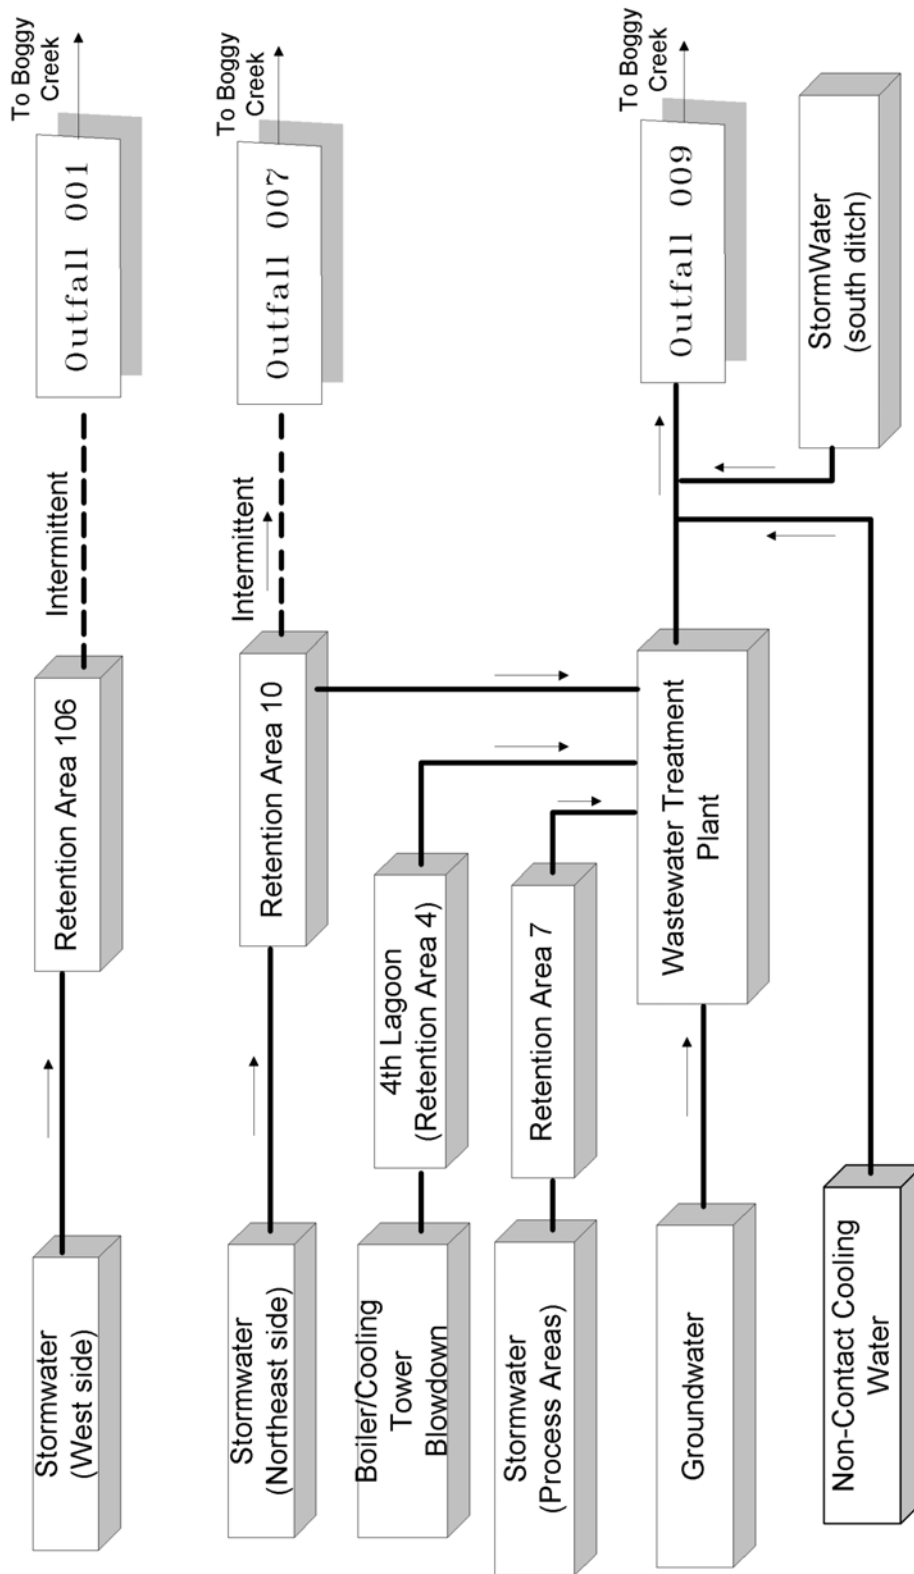 Stormwater
(West side)
Retention Area 106
Intermittent
Outfall 001
To Boggy
Creek
Stormwater
(Northeast side)
Retention Area 10
Intermittent
Outfall 007
To Boggy
Creek
Boiler/Cooling
Tower
Blowdown
4th Lagoon
(Retention Area 4)
Stormwater
(Process Areas)
Retention Area 7
Groundwater
Wastewater Treatment
Plant
Outfall 009
To Boggy
Creek
Non-Contact Cooling
Water
StormWater
(south ditch)